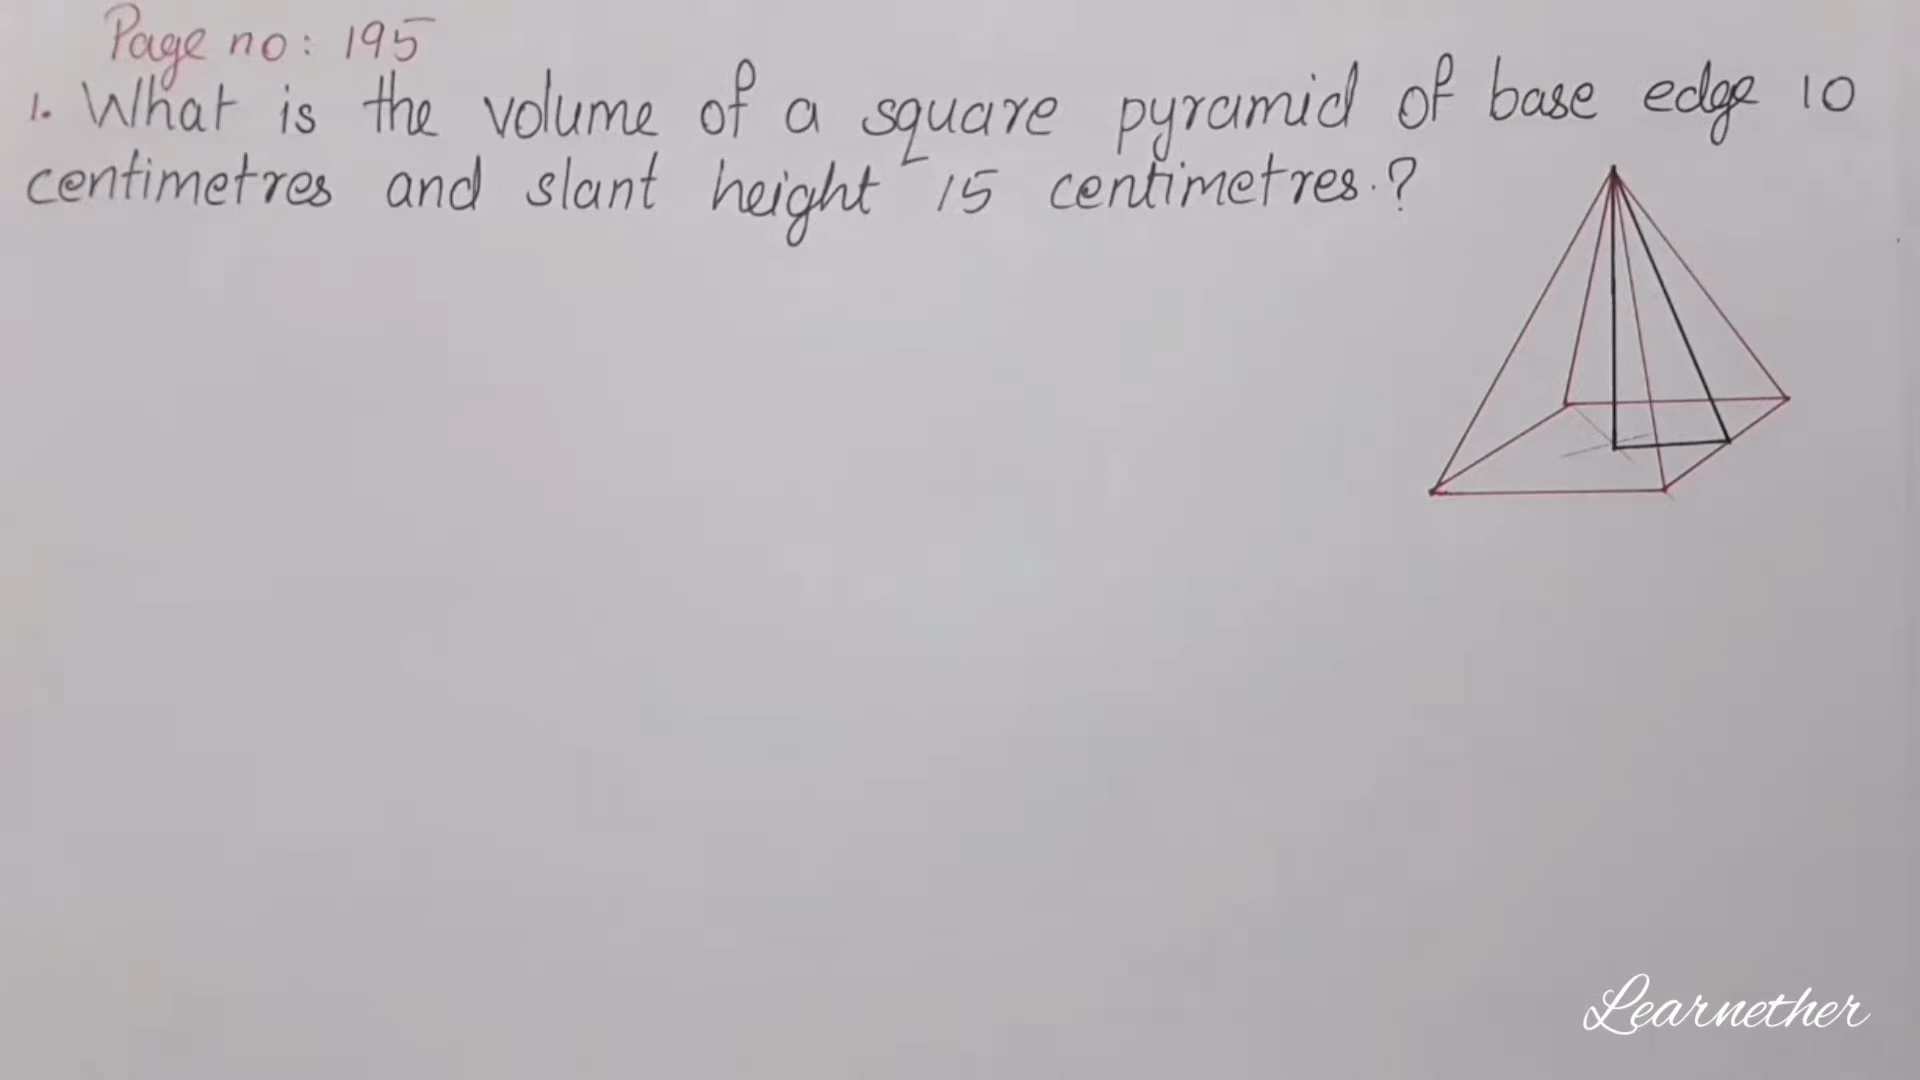 Page no: 195
1. What is the volume of a square pyramid of base edge 10
centimetres and slant height 15 centimetres.?
Learnether